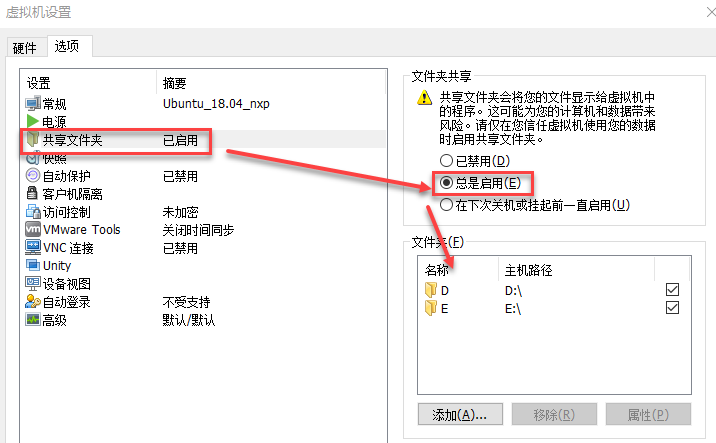 虚拟机设置
硬件 选项
设置 摘要
常规 Ubuntu_18.04_nxp
电源
共享文件夹 已启用
快照
自动保护 已禁用
客户机隔离
访问控制 未加密
VMware Tools 关闭时间同步
VNC 连接 已禁用
Unity
设备视图
自动登录 不受支持
高级 默认/默认
文件夹共享
共享文件夹会将您的文件显示给虚拟机中
的程序。这可能为您的计算机和数据带来
风险。请仅在您信任虚拟机使用您的数据
时启用共享文件夹。
已禁用(D)
总是启用(E)
在下次关机或挂起前一直启用(U)
文件夹(F)
名称 主机路径
D D:\
E E:\
添加(A)... 移除(R) 属性(P)